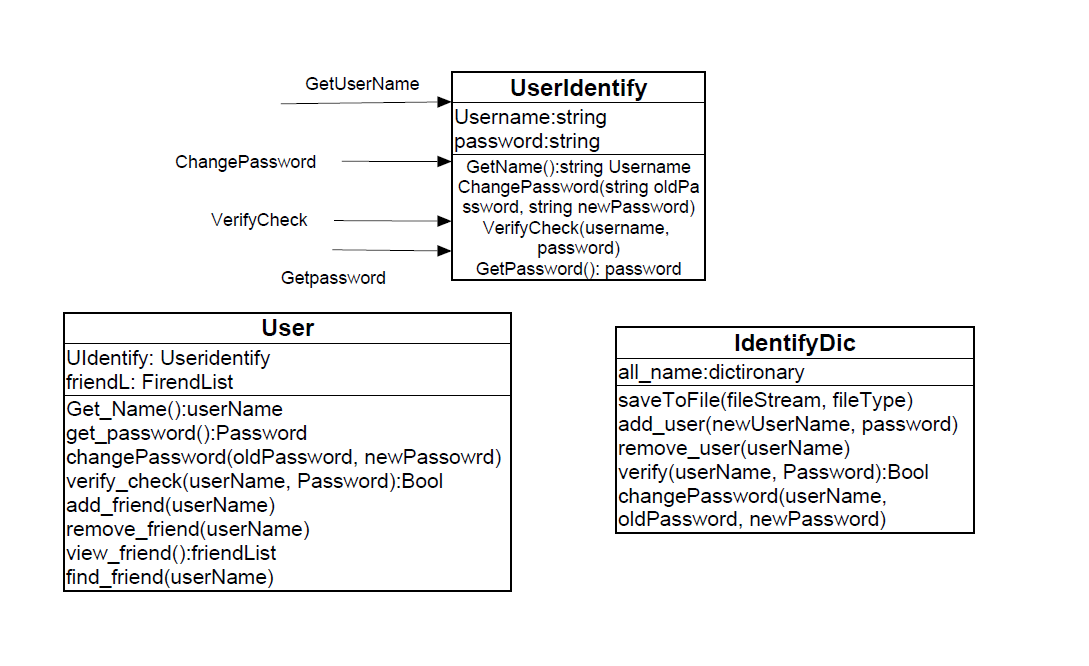 GetUserName
ChangePassword
VerifyCheck
Getpassword
UserIdentify
Username:string
password:string
GetName():string Username
ChangePassword(string oldPa
ssword, string newPassword)
VerifyCheck(username,
password)
GetPassword(): password
User
UIdentify: Useridentify
friendL: FirendList
Get_Name():userName
get_password():Password
changePassword(oldPassword, newPassowrd)
verify_check(userName, Password):Bool
add_friend(userName)
remove_friend(userName)
view_friend():friendList
find_friend(userName)
IdentifyDic
all_name:dictironary
saveToFile(fileStream, fileType)
add_user(newUserName, password)
remove_user(userName)
verify(userName, Password):Bool
changePassword(userName,
oldPassword, newPassword)